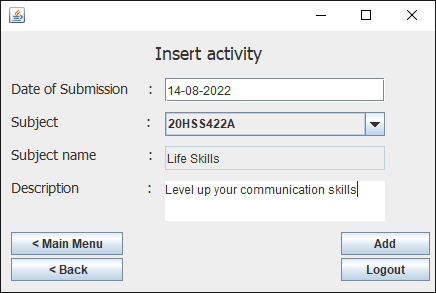 Insert activity
Date of Submission : 14-08-2022
Subject : 20HSS422A
Subject name : Life Skills
Description : Level up your communication skills
< Main Menu Add
< Back Logout